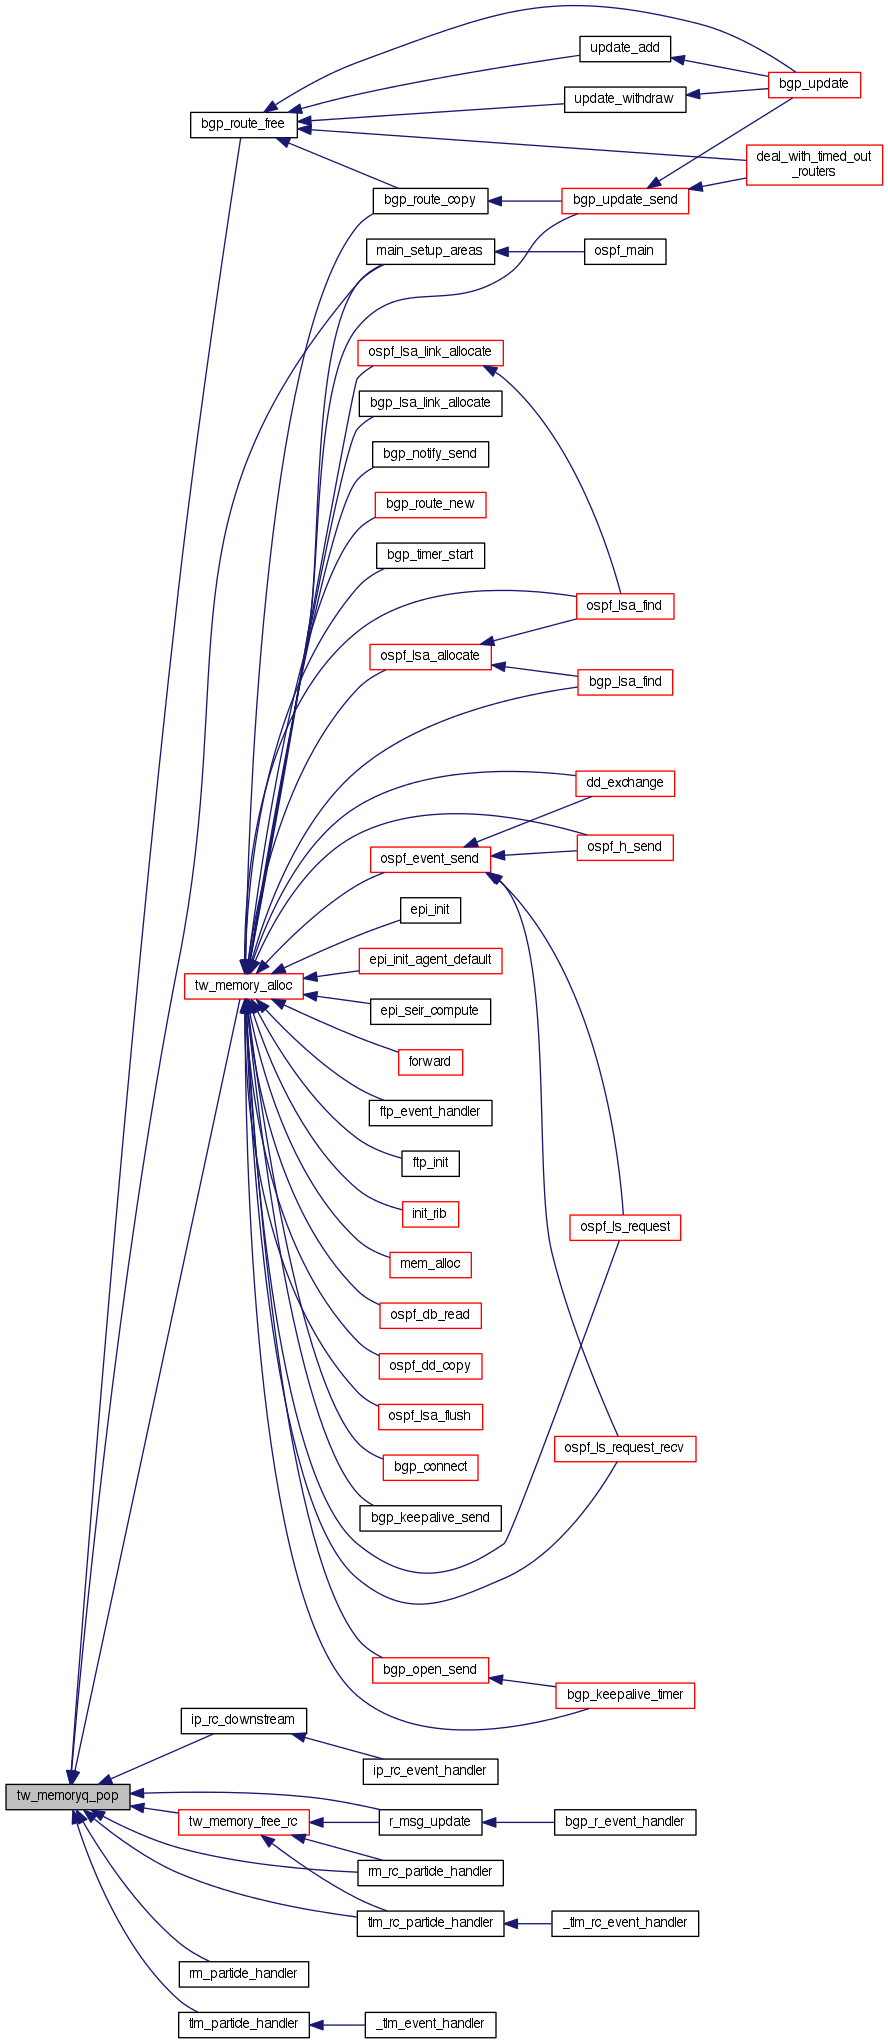 update_add
bgp_update
update_withdraw
bgp_route_free
deal_with_timed_out
_routers
bgp_route_copy
bgp_update_send
main_setup_areas
ospf_main
ospf_lsa_link_allocate
bgp_lsa_link_allocate
bgp_notify_send
bgp_route_new
bgp_timer_start
ospf_lsa_find
ospf_lsa_allocate
bgp_lsa_find
dd_exchange
ospf_h_send
ospf_event_send
epi_init
epi_init_agent_default
tw_memory_alloc
epi_seir_compute
forward
ftp_event_handler
ftp_init
init_rib
ospf_ls_request
mem_alloc
ospf_db_read
ospf_dd_copy
ospf_lsa_flush
ospf_ls_request_recv
bgp_connect
bgp_keepalive_send
bgp_open_send
bgp_keepalive_timer
ip_rc_downstream
ip_rc_event_handler
tw_memoryq_pop
tw_memory_free_rc
r_msg_update
bgp_r_event_handler
rm_rc_particle_handler
tlm_rc_particle_handler
_tlm_rc_event_handler
rm_particle_handler
tlm_particle_handler
_tlm_event_handler